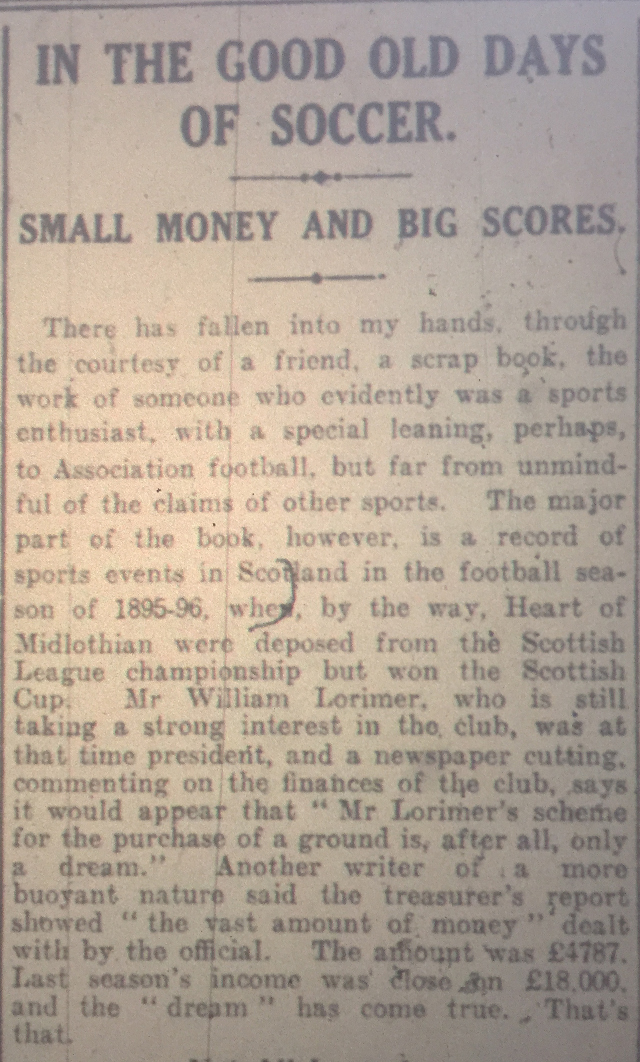 IN THE GOOD OLD DAYS
OF SOCCER.
SMALL MONEY AND BIG SCORES.
There has fallen into my hands, through
the courtesy of a friend, a scrap book, the
work of someone who evidently was a sports
enthusiast, with a special leaning, perhaps,
to Association football, but far from unmind-
ful of the claims of other sports. The major
part of the book, however, is a record of
sports events in Scotland in the football sea-
son of 1895-96, when, by the way, Heart of
Midlothian were deposed from the Scottish
League championship but won the Scottish
Cup. Mr William Lorimer, who is still
taking a strong interest in the club, was at
that time president, and a newspaper cutting,
commenting on the finances of the club, says
it would appear that “Mr Lorimer's scheme
for the purchase of a ground is, after all, only
a dream.” Another writer of a more
buoyant nature said the treasurer's report
showed “the vast amount of money” dealt
with by the official. The amount was £4787.
Last season's income was close on £18,000,
and the “dream” has come true. That's
that.